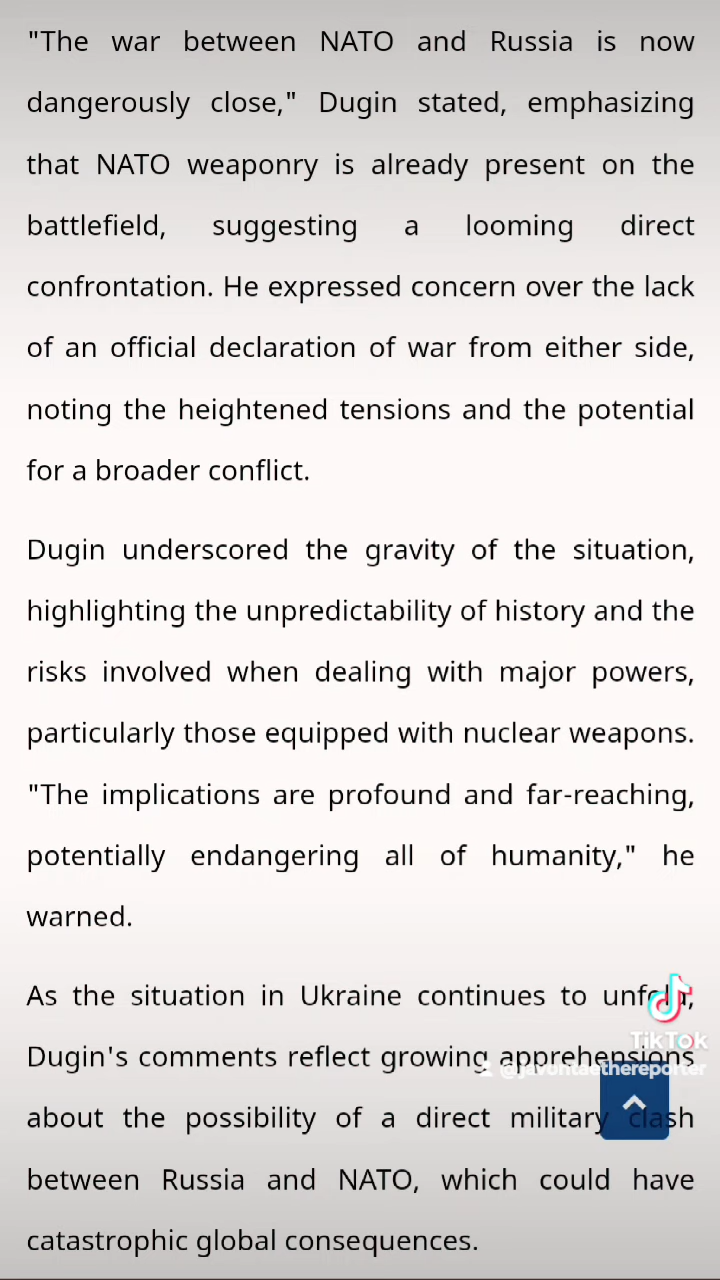 "The war between NATO and Russia is now
dangerously close," Dugin stated, emphasizing
that NATO weaponry is already present on the
battlefield, suggesting a looming direct
confrontation. He expressed concern over the lack
of an official declaration of war from either side,
noting the heightened tensions and the potential
for a broader conflict.
Dugin underscored the gravity of the situation,
highlighting the unpredictability of history and the
risks involved when dealing with major powers,
particularly those equipped with nuclear weapons.
"The implications are profound and far-reaching,
potentially endangering all of humanity," he
warned.
As the situation in Ukraine continues to unfold,
TikTok
Dugin's comments reflect growing apprehensions
@javontaethereporter
about the possibility of a direct military clash
between Russia and NATO, which could have
catastrophic global consequences.